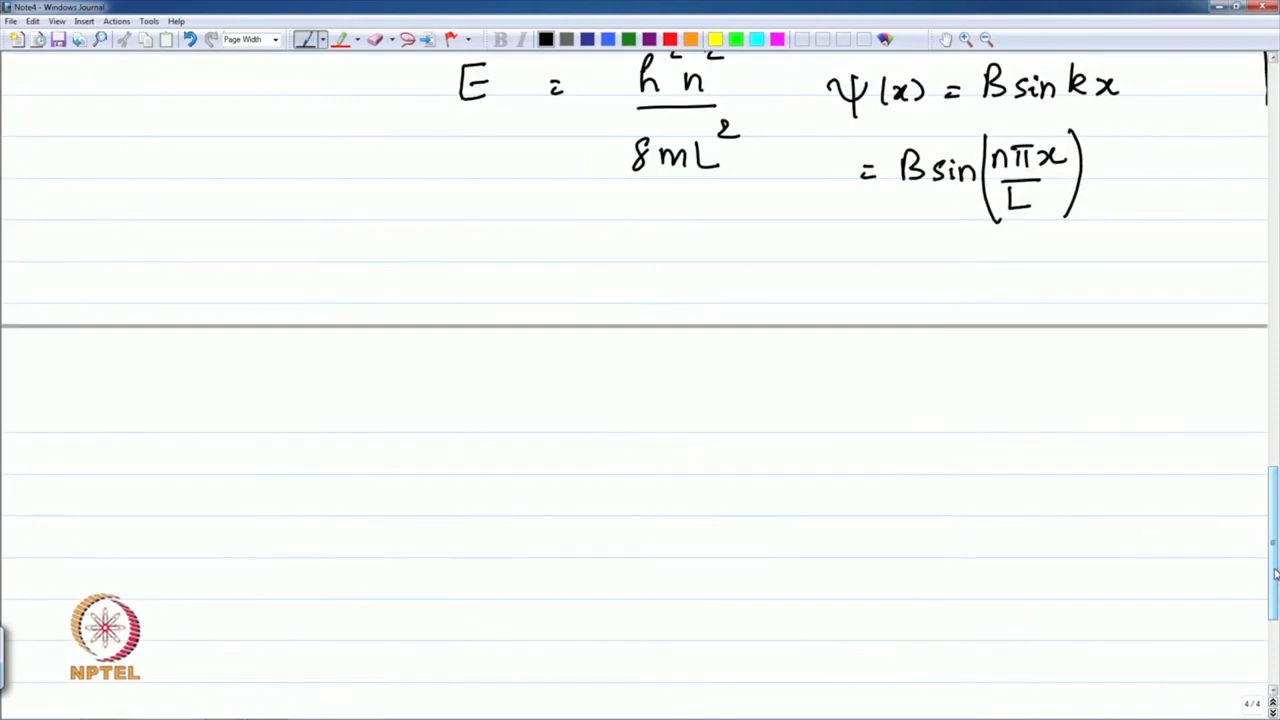 Note4 - Windows Journal
File Edit View Insert Actions Tools Help
Page Width
E = h²n² / 8mL²
ψ(x) = B sin kx
= B sin(nπx / L)
NPTEL
4/4